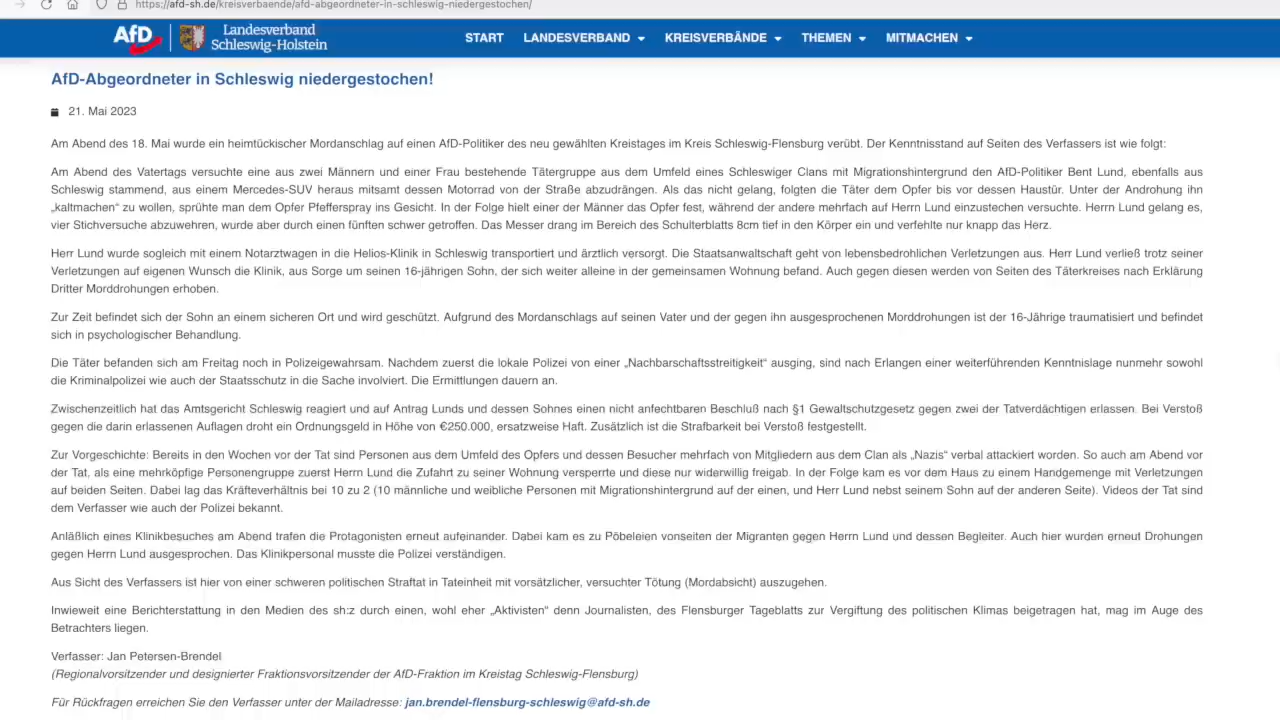 https://afd-sh.de/kreisverbaende/afd-abgeordneter-in-schleswig-niedergestochen/
AfD Landesverband Schleswig-Holstein START LANDESVERBAND KREISVERBÄNDE THEMEN MITMACHEN
AfD-Abgeordneter in Schleswig niedergestochen!
21. Mai 2023
Am Abend des 18. Mai wurde ein heimtückischer Mordanschlag auf einen AfD-Politiker des neu gewählten Kreistages im Kreis Schleswig-Flensburg verübt. Der Kenntnisstand auf Seiten des Verfassers ist wie folgt:
Am Abend des Vatertags versuchte eine aus zwei Männern und einer Frau bestehende Tätergruppe aus dem Umfeld eines Schleswiger Clans mit Migrationshintergrund den AfD-Politiker Bent Lund, ebenfalls aus
Schleswig stammend, aus einem Mercedes-SUV heraus mitsamt dessen Motorrad von der Straße abzudrängen. Als das nicht gelang, folgten die Täter dem Opfer bis vor dessen Haustür. Unter der Androhung ihn
„kaltmachen“ zu wollen, sprühte man dem Opfer Pfefferspray ins Gesicht. In der Folge hielt einer der Männer das Opfer fest, während der andere mehrfach auf Herrn Lund einzustechen versuchte. Herrn Lund gelang es,
vier Stichversuche abzuwehren, wurde aber durch einen fünften schwer getroffen. Das Messer drang im Bereich des Schulterblatts 8cm tief in den Körper ein und verfehlte nur knapp das Herz.
Herr Lund wurde sogleich mit einem Notarztwagen in die Helios-Klinik in Schleswig transportiert und ärztlich versorgt. Die Staatsanwaltschaft geht von lebensbedrohlichen Verletzungen aus. Herr Lund verließ trotz seiner
Verletzungen auf eigenen Wunsch die Klinik, aus Sorge um seinen 16-jährigen Sohn, der sich weiter alleine in der gemeinsamen Wohnung befand. Auch gegen diesen werden von Seiten des Täterkreises nach Erklärung
Dritter Morddrohungen erhoben.
Zur Zeit befindet sich der Sohn an einem sicheren Ort und wird geschützt. Aufgrund des Mordanschlags auf seinen Vater und der gegen ihn ausgesprochenen Morddrohungen ist der 16-Jährige traumatisiert und befindet
sich in psychologischer Behandlung.
Die Täter befanden sich am Freitag noch in Polizeigewahrsam. Nachdem zuerst die lokale Polizei von einer „Nachbarschaftsstreitigkeit“ ausging, sind nach Erlangen einer weiterführenden Kenntnislage nunmehr sowohl
die Kriminalpolizei wie auch der Staatsschutz in die Sache involviert. Die Ermittlungen dauern an.
Zwischenzeitlich hat das Amtsgericht Schleswig reagiert und auf Antrag Lunds und dessen Sohnes einen nicht anfechtbaren Beschluß nach §1 Gewaltschutzgesetz gegen zwei der Tatverdächtigen erlassen. Bei Verstoß
gegen die darin erlassenen Auflagen droht ein Ordnungsgeld in Höhe von €250.000, ersatzweise Haft. Zusätzlich ist die Strafbarkeit bei Verstoß festgestellt.
Zur Vorgeschichte: Bereits in den Wochen vor der Tat sind Personen aus dem Umfeld des Opfers und dessen Besucher mehrfach von Mitgliedern aus dem Clan als „Nazis“ verbal attackiert worden. So auch am Abend vor
der Tat, als eine mehrköpfige Personengruppe zuerst Herrn Lund die Zufahrt zu seiner Wohnung versperrte und diese nur widerwillig freigab. In der Folge kam es vor dem Haus zu einem Handgemenge mit Verletzungen
auf beiden Seiten. Dabei lag das Kräfteverhältnis bei 10 zu 2 (10 männliche und weibliche Personen mit Migrationshintergrund auf der einen, und Herr Lund nebst seinem Sohn auf der anderen Seite). Videos der Tat sind
dem Verfasser wie auch der Polizei bekannt.
Anläßlich eines Klinikbesuches am Abend trafen die Protagonisten erneut aufeinander. Dabei kam es zu Pöbeleien vonseiten der Migranten gegen Herrn Lund und dessen Begleiter. Auch hier wurden erneut Drohungen
gegen Herrn Lund ausgesprochen. Das Klinikpersonal musste die Polizei verständigen.
Aus Sicht des Verfassers ist hier von einer schweren politischen Straftat in Tateinheit mit vorsätzlicher, versuchter Tötung (Mordabsicht) auszugehen.
Inwieweit eine Berichterstattung in den Medien des sh:z durch einen, wohl eher „Aktivisten“ denn Journalisten, des Flensburger Tageblatts zur Vergiftung des politischen Klimas beigetragen hat, mag im Auge des
Betrachters liegen.
Verfasser: Jan Petersen-Brendel
(Regionalvorsitzender und designierter Fraktionsvorsitzender der AfD-Fraktion im Kreistag Schleswig-Flensburg)
Für Rückfragen erreichen Sie den Verfasser unter der Mailadresse: jan.brendel-flensburg-schleswig@afd-sh.de